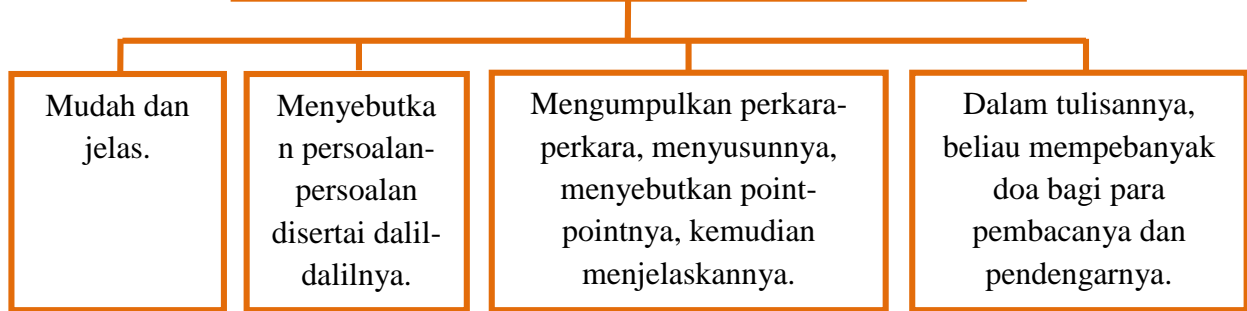 Mudah dan
jelas.
Menyebutka
n persoalan-
persoalan
disertai dalil-
dalilnya.
Mengumpulkan perkara-
perkara, menyusunnya,
menyebutkan point-
pointnya, kemudian
menjelaskannya.
Dalam tulisannya,
beliau mempebanyak
doa bagi para
pembacanya dan
pendengarnya.